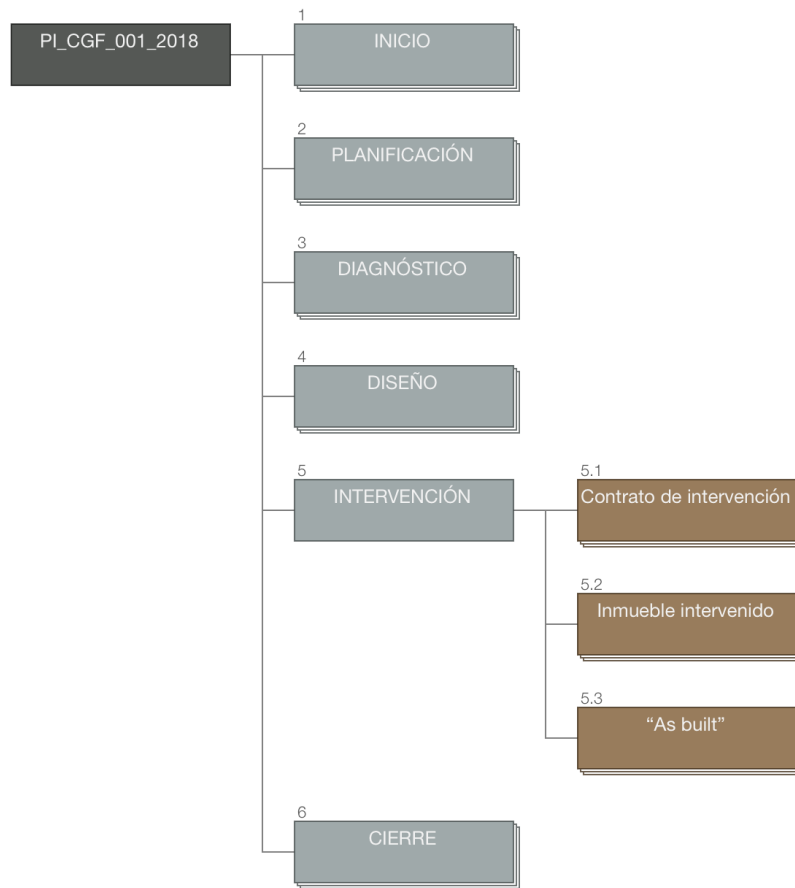 PI_CGF_001_2018
1
INICIO
2
PLANIFICACIÓN
3
DIAGNÓSTICO
4
DISEÑO
5
INTERVENCIÓN
5.1
Contrato de intervención
5.2
Inmueble intervenido
5.3
“As built”
6
CIERRE